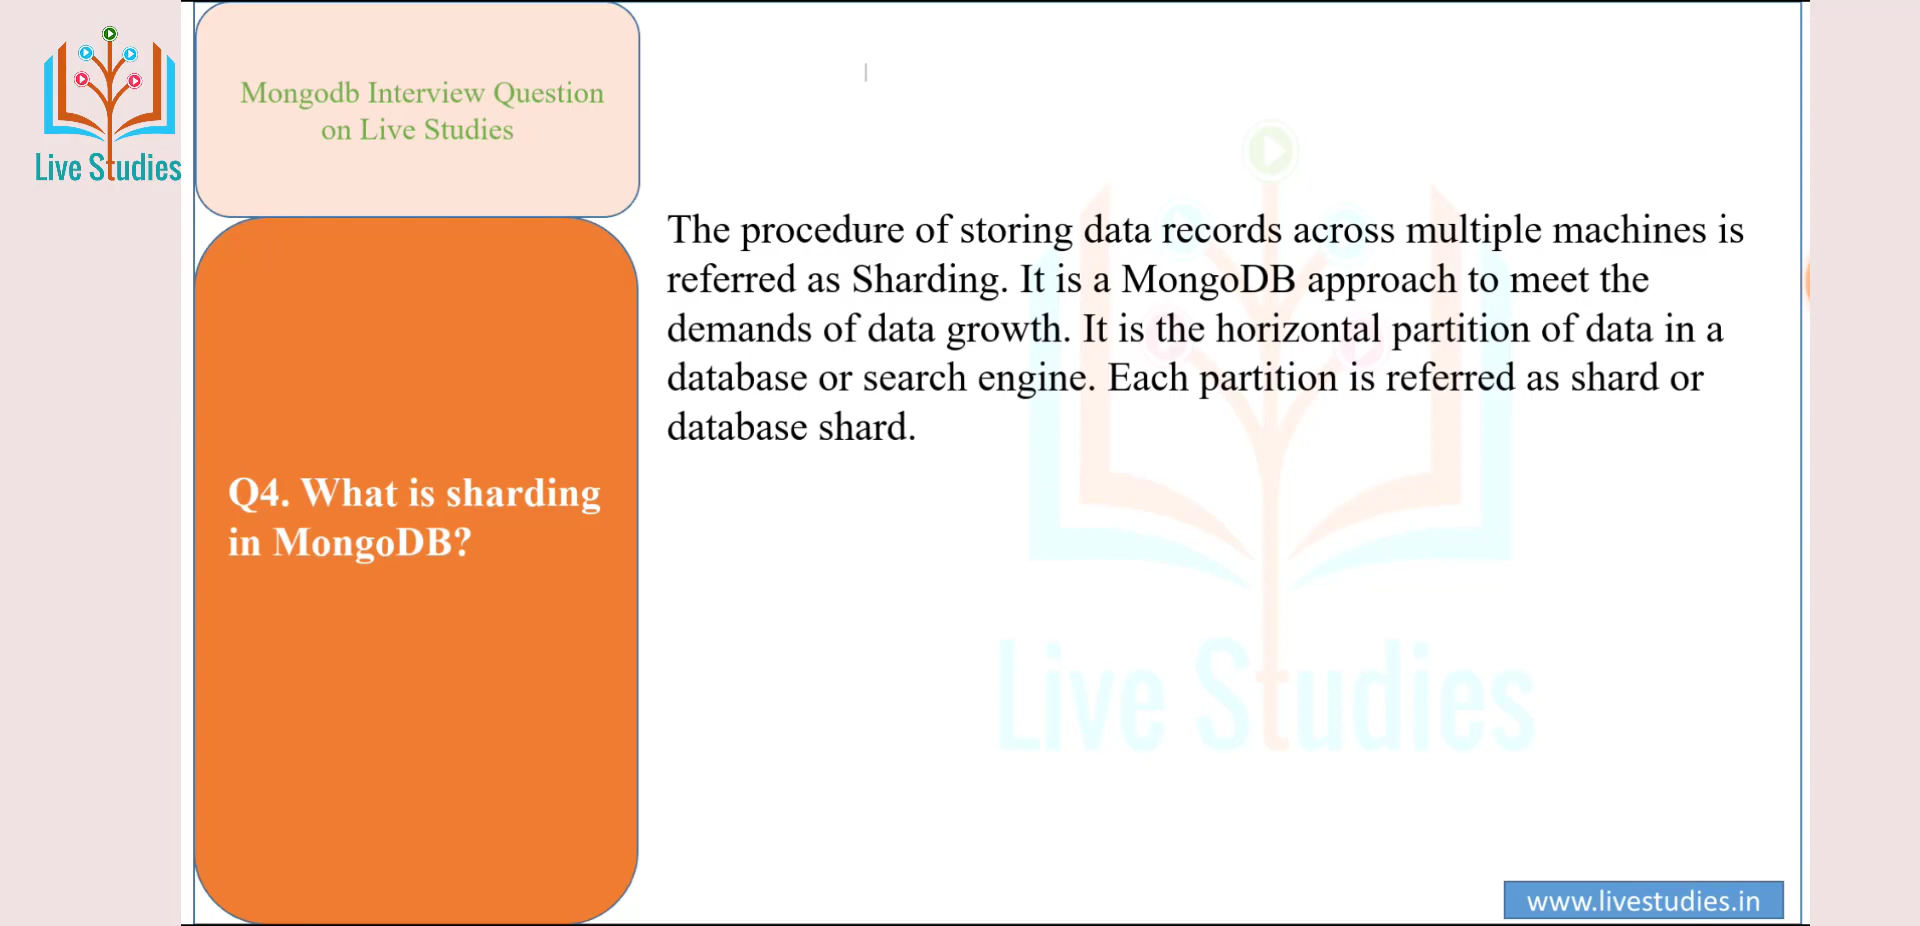 Live Studies
Mongodb Interview Question
on Live Studies
Q4. What is sharding
in MongoDB?
The procedure of storing data records across multiple machines is
referred as Sharding. It is a MongoDB approach to meet the
demands of data growth. It is the horizontal partition of data in a
database or search engine. Each partition is referred as shard or
database shard.
Live Studies
www.livestudies.in